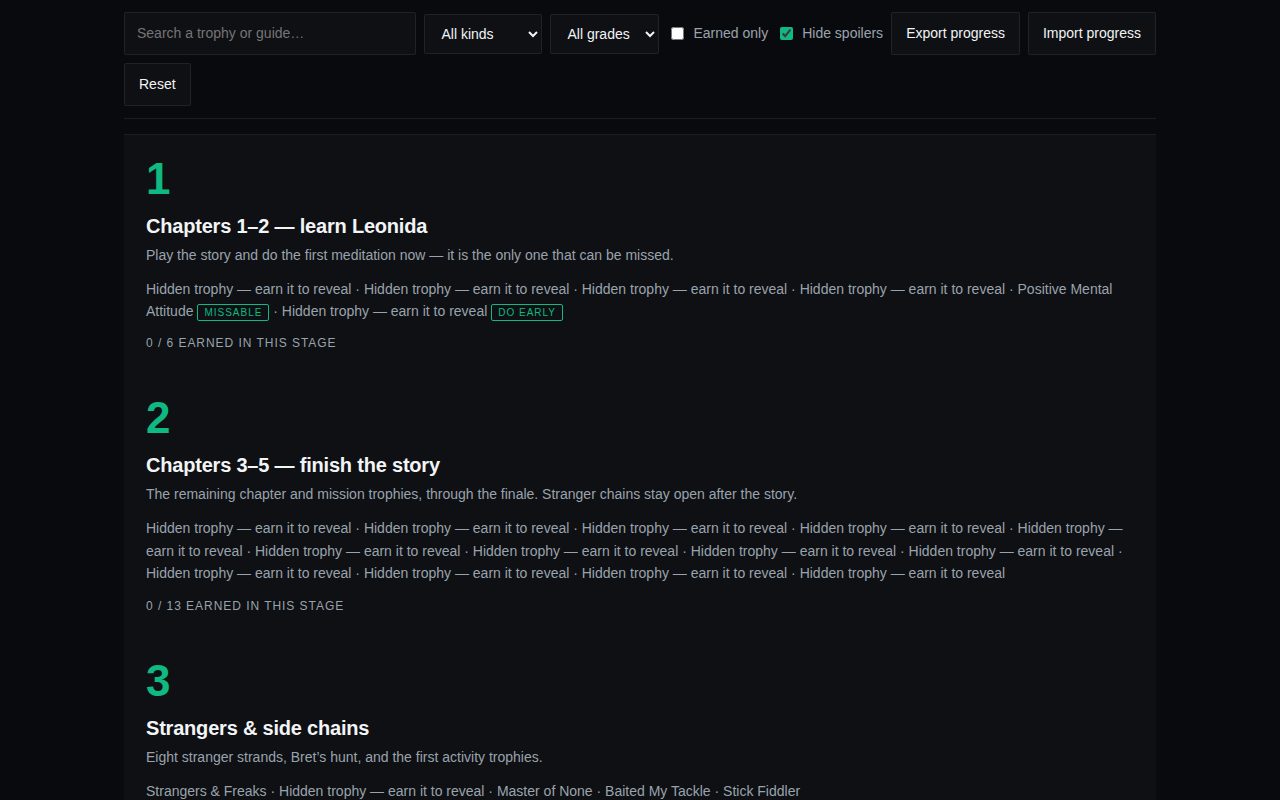 Search a trophy or guide…
All kinds
All grades
Earned only
Hide spoilers
Export progress
Import progress
Reset
1
Chapters 1–2 — learn Leonida
Play the story and do the first meditation now — it is the only one that can be missed.
Hidden trophy — earn it to reveal · Hidden trophy — earn it to reveal · Hidden trophy — earn it to reveal · Hidden trophy — earn it to reveal · Positive Mental
Attitude MISSABLE · Hidden trophy — earn it to reveal DO EARLY
0 / 6 EARNED IN THIS STAGE
2
Chapters 3–5 — finish the story
The remaining chapter and mission trophies, through the finale. Stranger chains stay open after the story.
Hidden trophy — earn it to reveal · Hidden trophy — earn it to reveal · Hidden trophy — earn it to reveal · Hidden trophy — earn it to reveal · Hidden trophy —
earn it to reveal · Hidden trophy — earn it to reveal · Hidden trophy — earn it to reveal · Hidden trophy — earn it to reveal · Hidden trophy — earn it to reveal ·
Hidden trophy — earn it to reveal · Hidden trophy — earn it to reveal · Hidden trophy — earn it to reveal · Hidden trophy — earn it to reveal
0 / 13 EARNED IN THIS STAGE
3
Strangers & side chains
Eight stranger strands, Bret’s hunt, and the first activity trophies.
Strangers & Freaks · Hidden trophy — earn it to reveal · Master of None · Baited My Tackle · Stick Fiddler